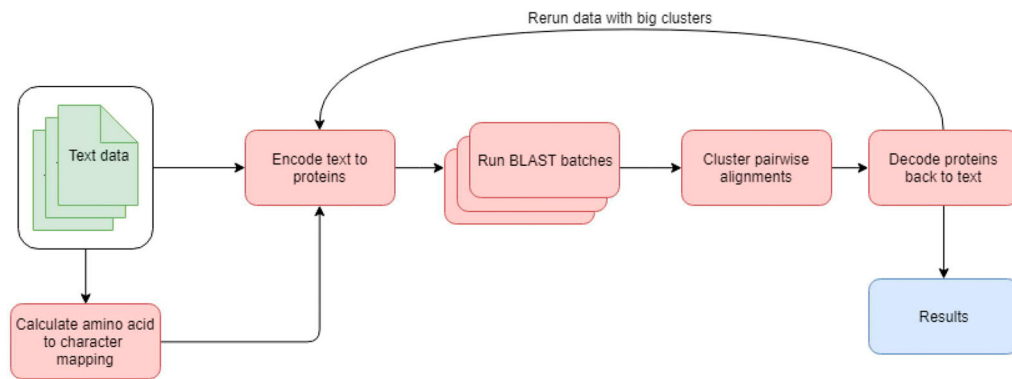 Rerun data with big clusters
Text data
Encode text to
proteins
Run BLAST batches
Cluster pairwise
alignments
Decode proteins
back to text
Calculate amino acid
to character
mapping
Results